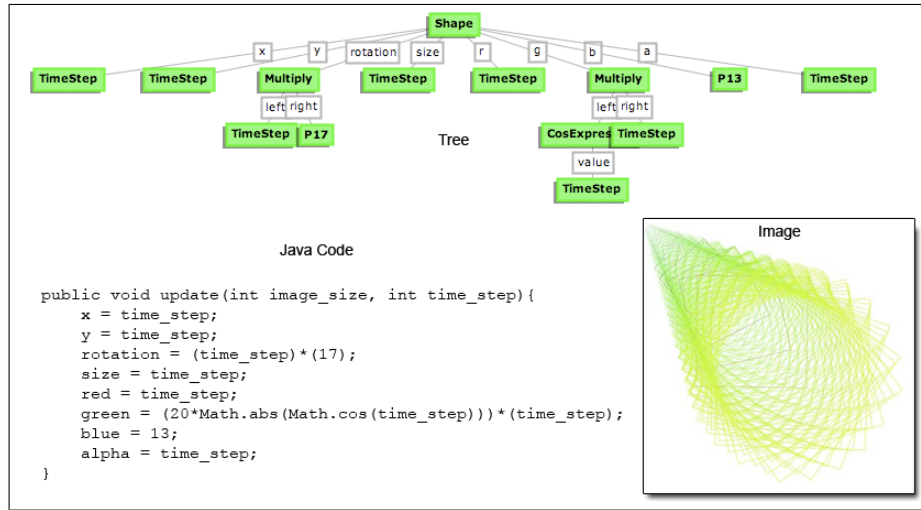 Shape
x y rotation size r g b a
TimeStep TimeStep Multiply TimeStep TimeStep Multiply P13 TimeStep
left right left right
TimeStep P17 CosExpres TimeStep
Tree
value
TimeStep
Image
Java Code
public void update(int image_size, int time_step){
x = time_step;
y = time_step;
rotation = (time_step)*(17);
size = time_step;
red = time_step;
green = (20*Math.abs(Math.cos(time_step)))*(time_step);
blue = 13;
alpha = time_step;
}